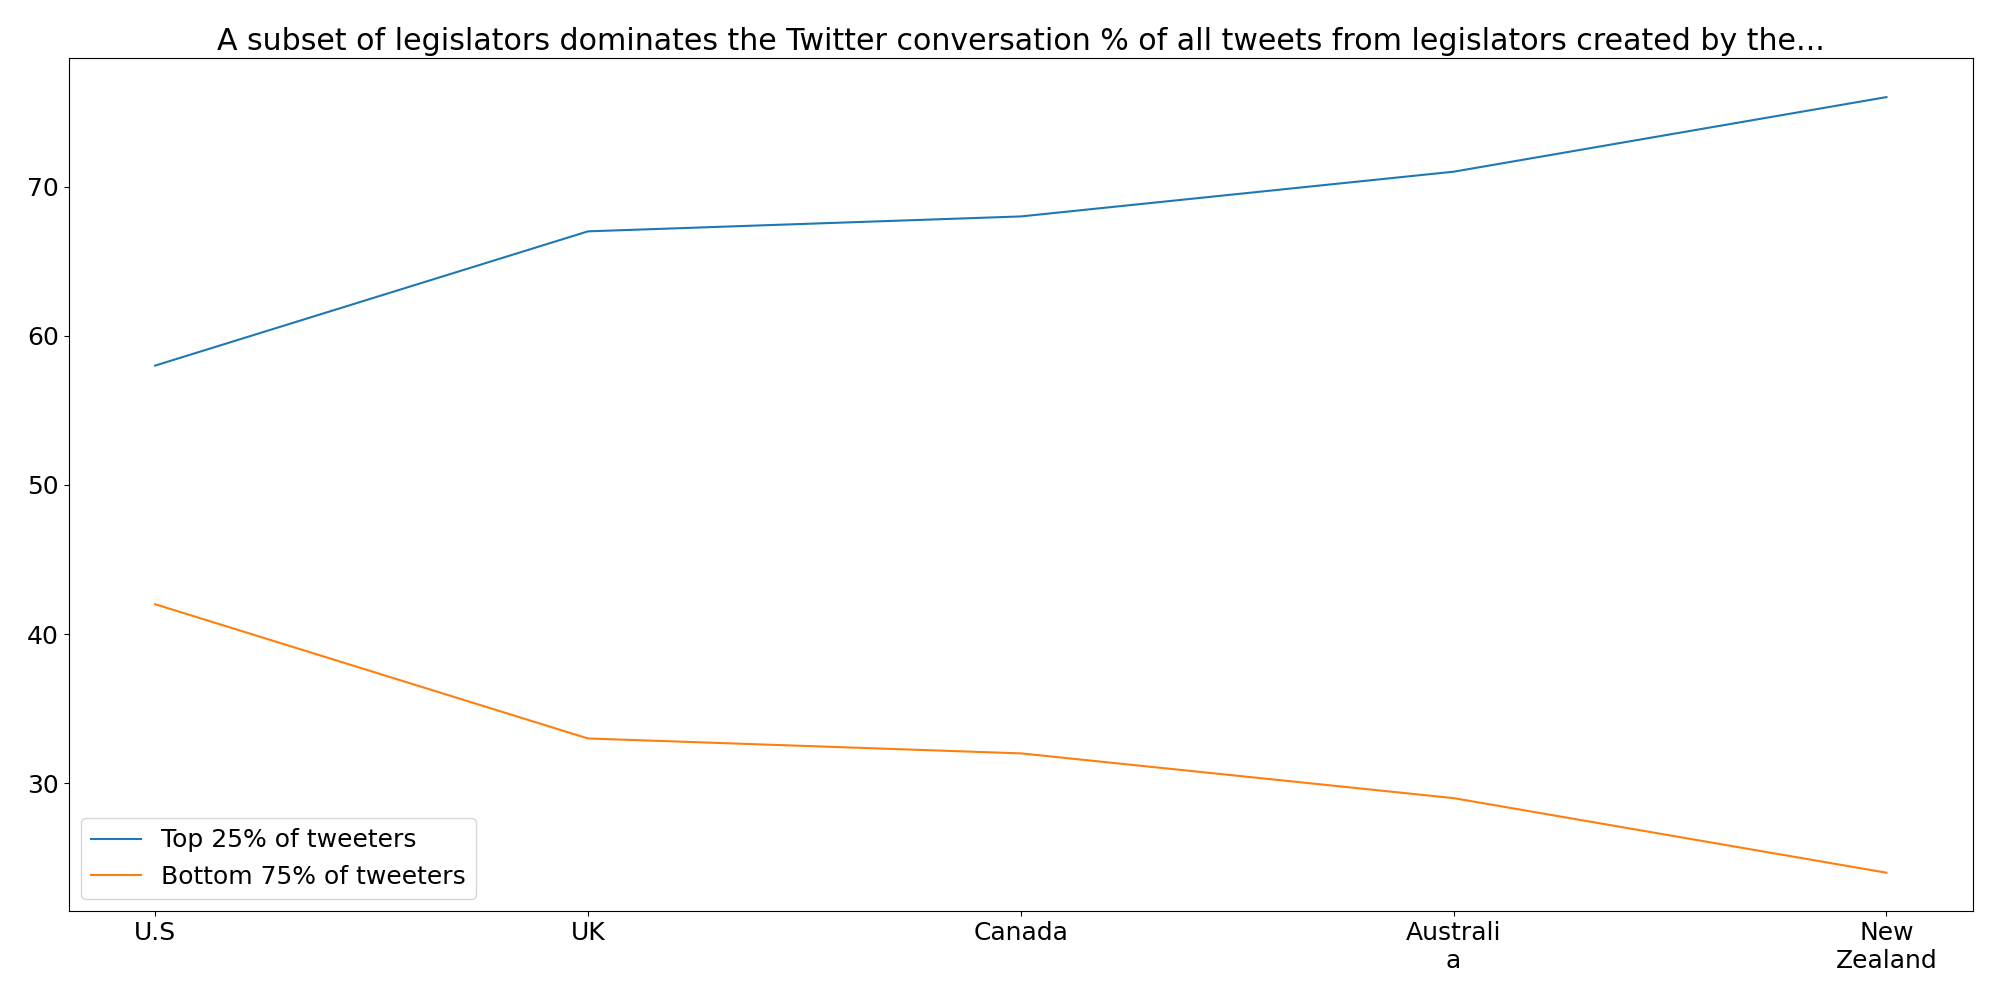 A subset of legislators dominates the Twitter conversation % of all tweets from legislators created by the...
70
60
50
40
30
Top 25% of tweeters
Bottom 75% of tweeters
U.S
UK
Canada
Australi
a
New
Zealand